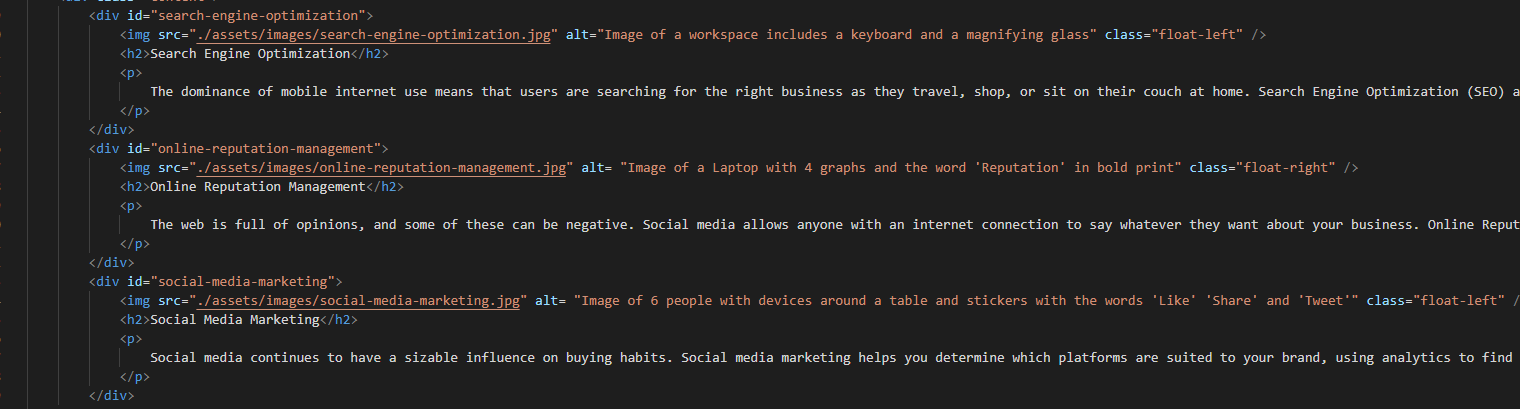 <div id="search-engine-optimization">
<img src="./assets/images/search-engine-optimization.jpg" alt="Image of a workspace includes a keyboard and a magnifying glass" class="float-left" />
<h2>Search Engine Optimization</h2>
<p>
The dominance of mobile internet use means that users are searching for the right business as they travel, shop, or sit on their couch at home. Search Engine Optimization (SEO) a
</p>
</div>
<div id="online-reputation-management">
<img src="./assets/images/online-reputation-management.jpg" alt= "Image of a Laptop with 4 graphs and the word 'Reputation' in bold print" class="float-right" />
<h2>Online Reputation Management</h2>
<p>
The web is full of opinions, and some of these can be negative. Social media allows anyone with an internet connection to say whatever they want about your business. Online Reput
</p>
</div>
<div id="social-media-marketing">
<img src="./assets/images/social-media-marketing.jpg" alt= "Image of 6 people with devices around a table and stickers with the words 'Like' 'Share' and 'Tweet'" class="float-left" /
<h2>Social Media Marketing</h2>
<p>
Social media continues to have a sizable influence on buying habits. Social media marketing helps you determine which platforms are suited to your brand, using analytics to find
</p>
</div>